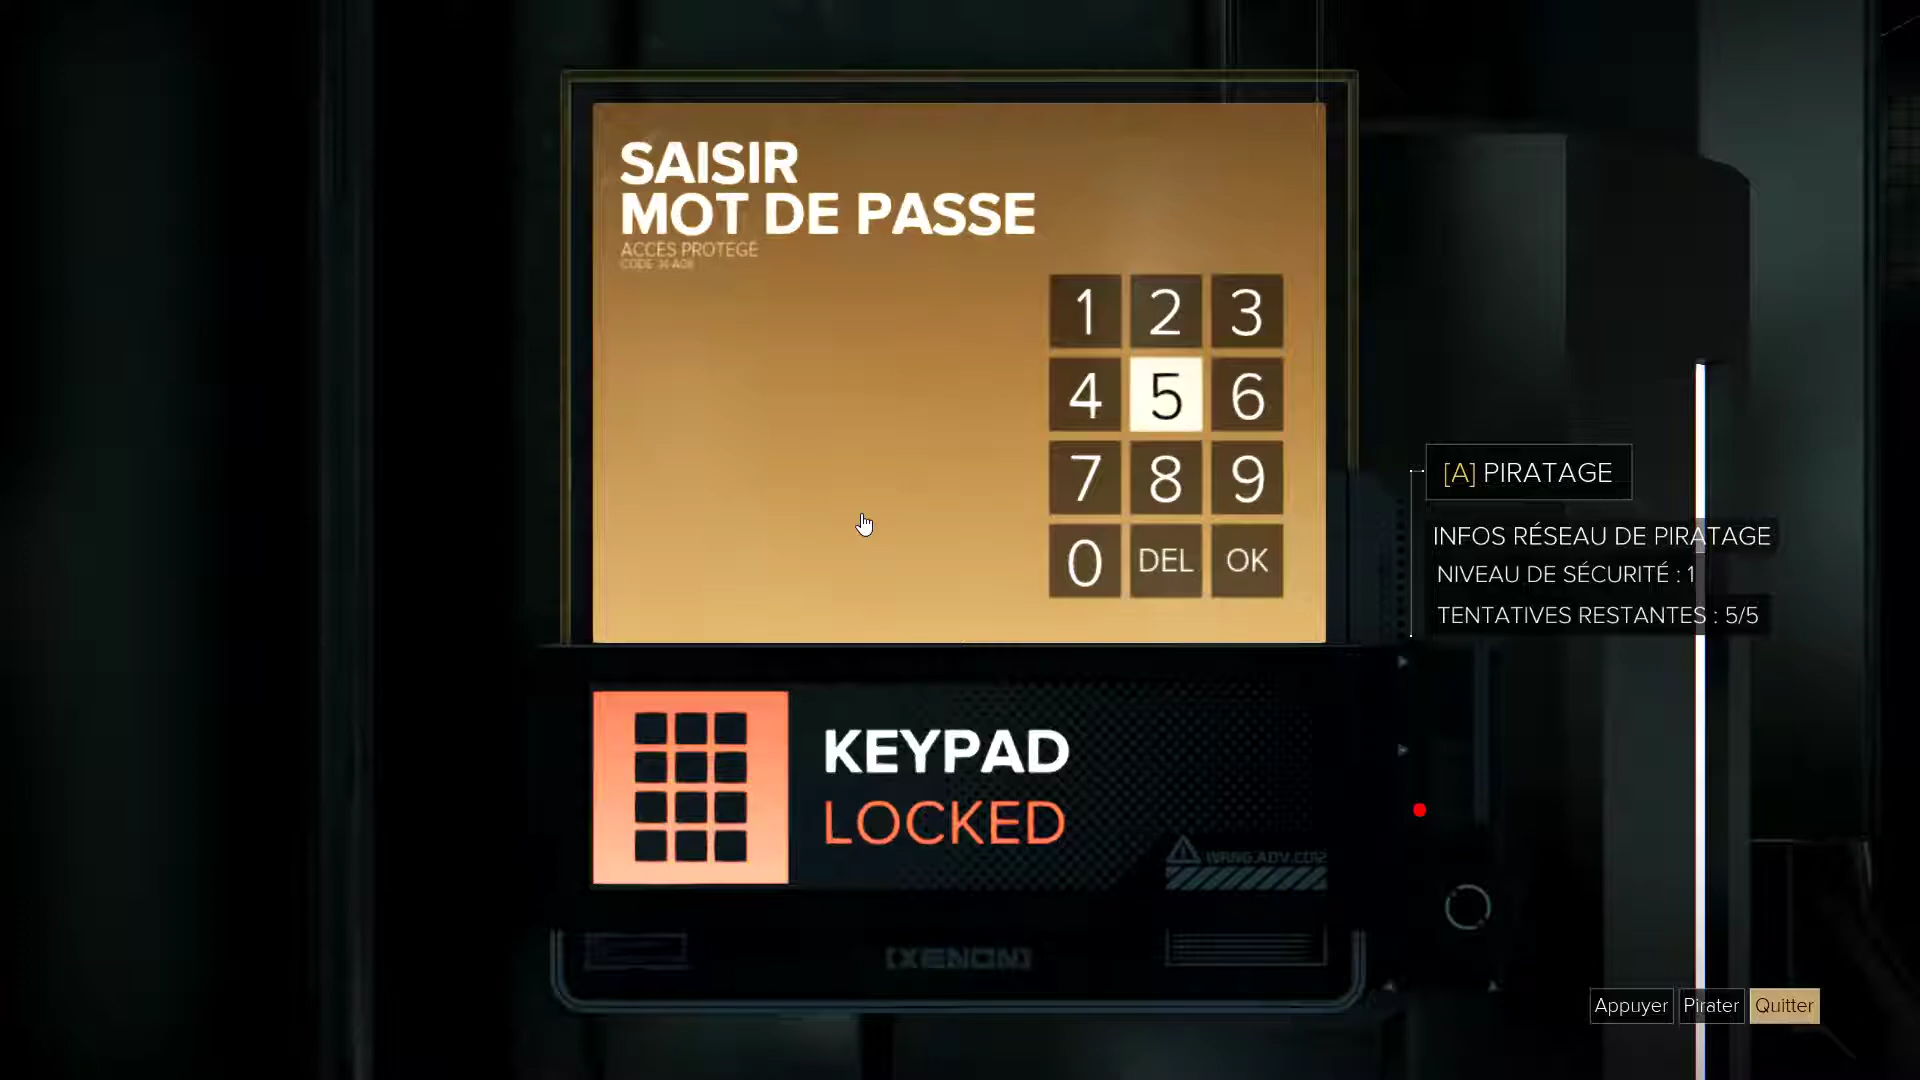 SAISIR
MOT DE PASSE
ACCÈS PROTÉGÉ
1 2 3
4 5 6
7 8 9
0 DEL OK
[A] PIRATAGE
INFOS RÉSEAU DE PIRATAGE
NIVEAU DE SÉCURITÉ : 1
TENTATIVES RESTANTES : 5/5
KEYPAD
LOCKED
[XENON]
Appuyer Pirater Quitter